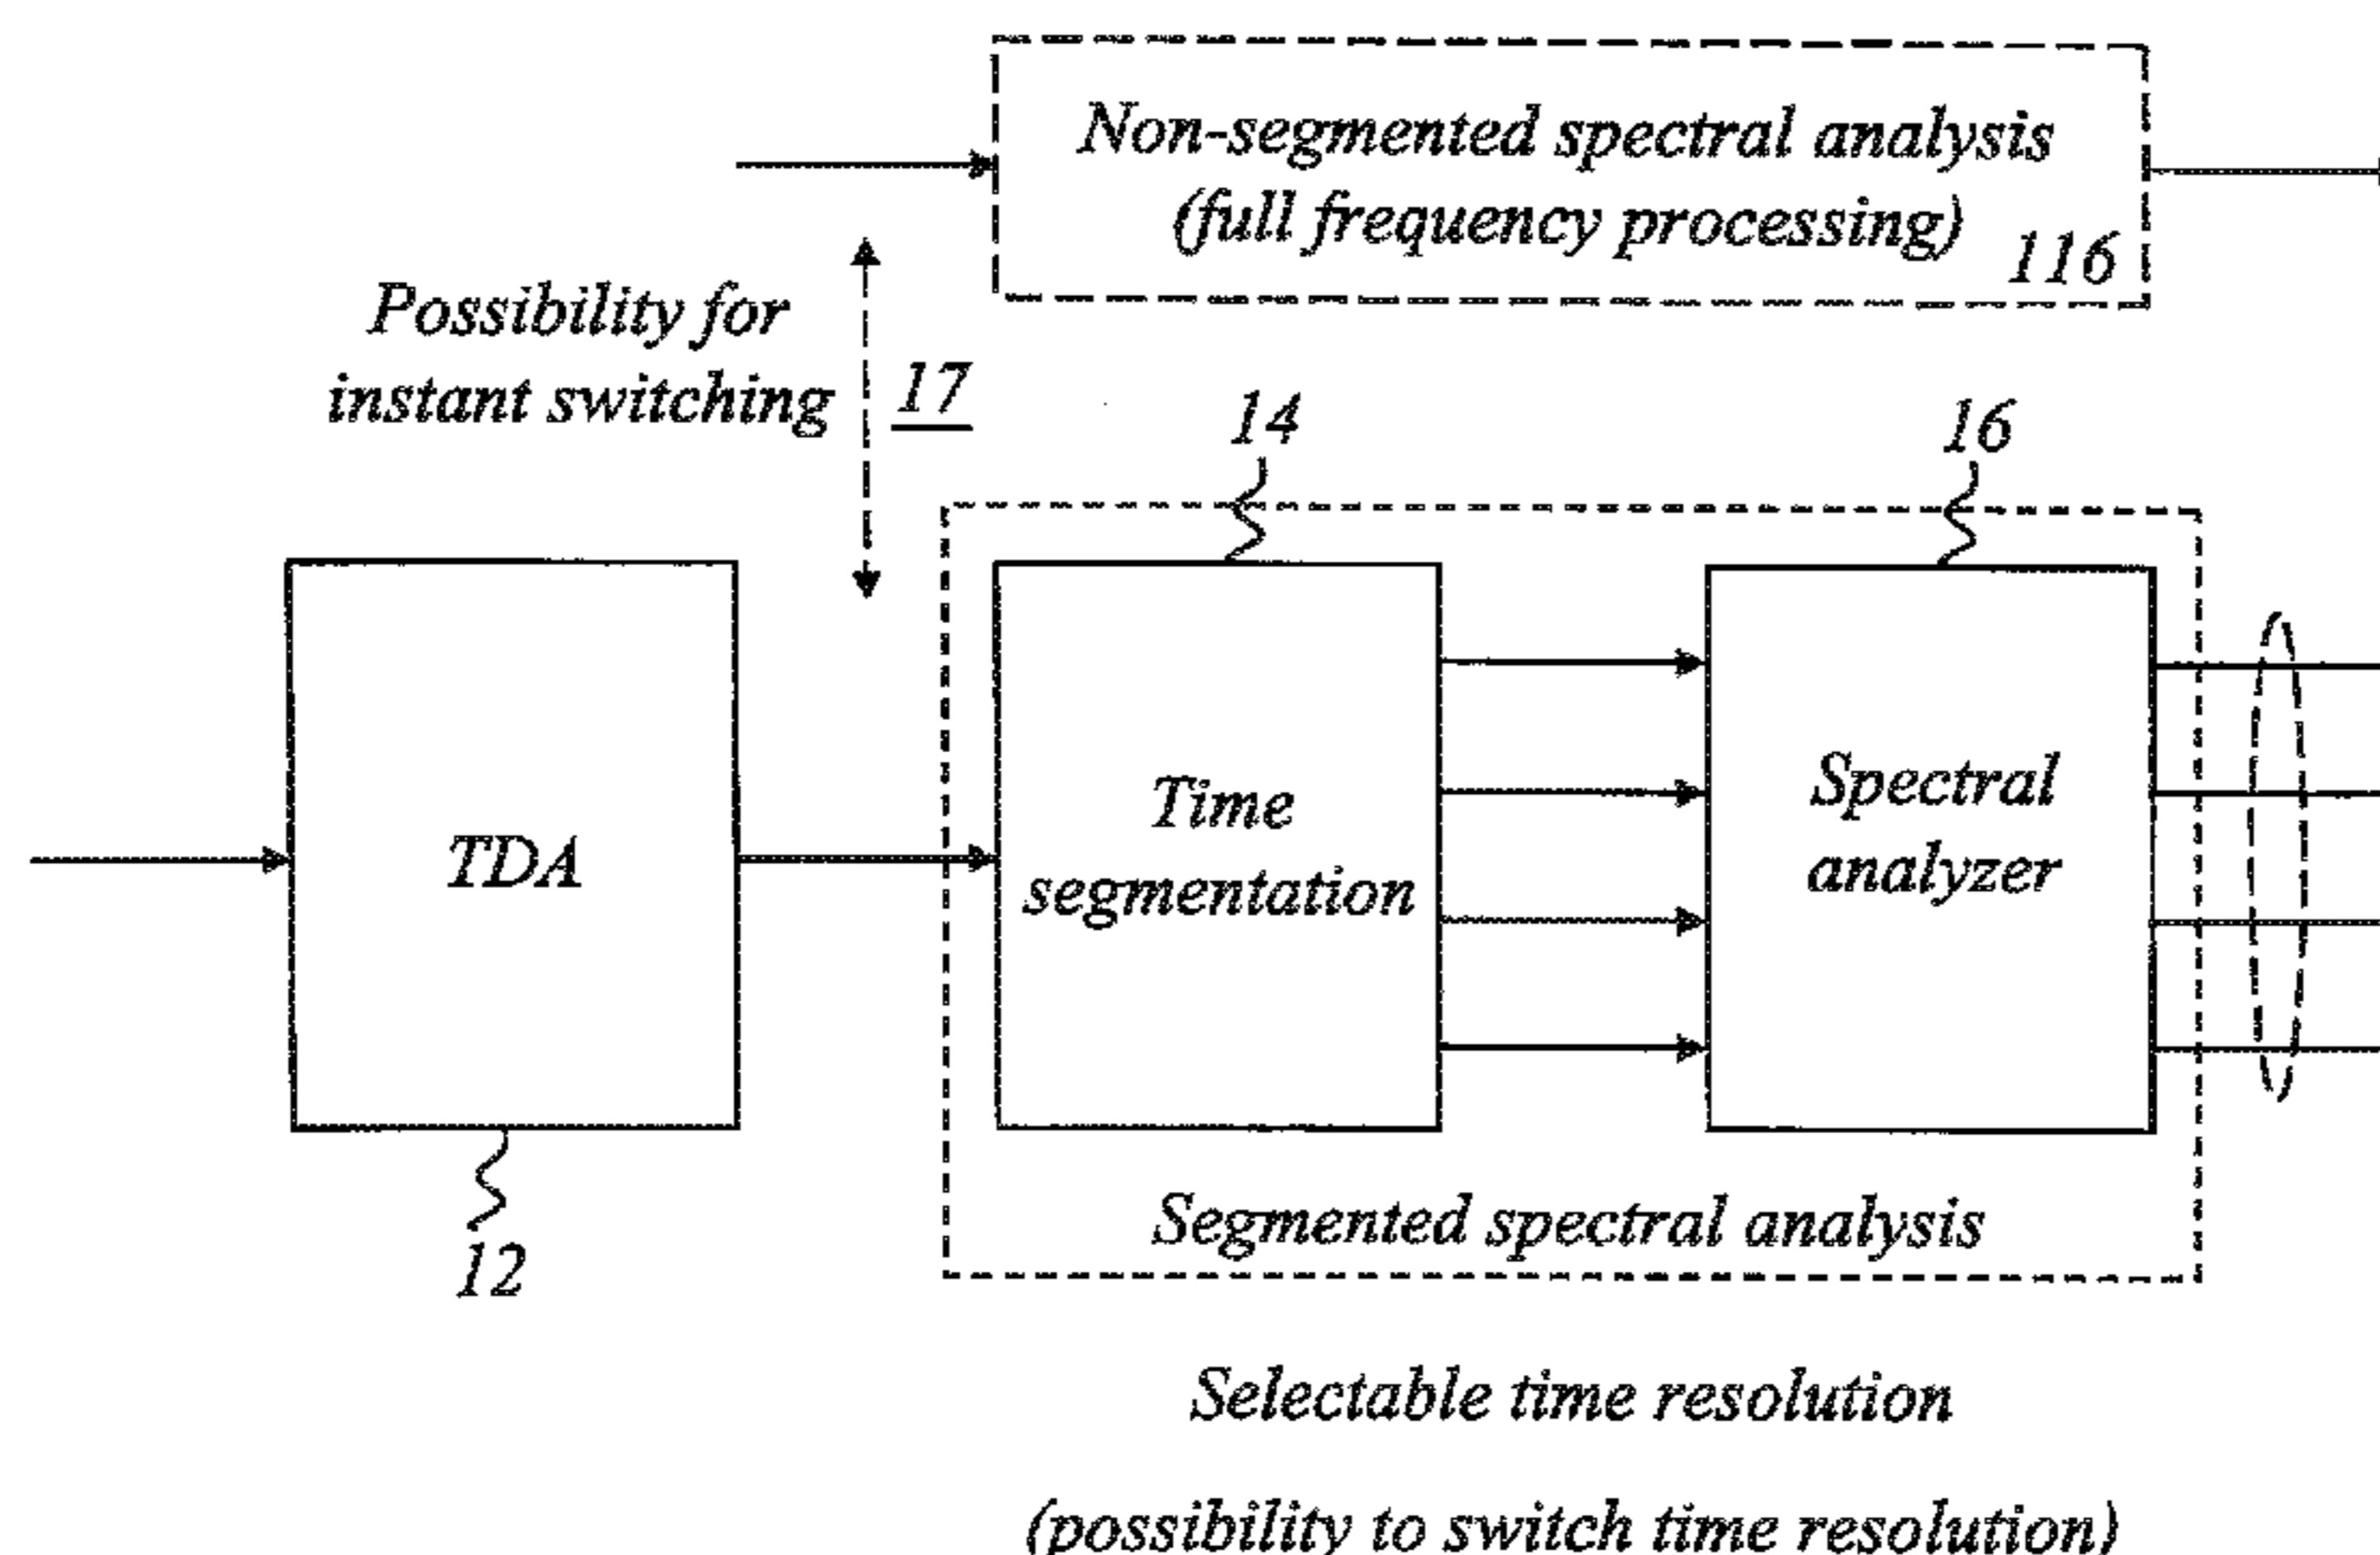 Non-segmented spectral analysis
(full frequency processing)
116
Possibility for
instant switching
17
14
16
TDA
Time
segmentation
Spectral
analyzer
12
Segmented spectral analysis
Selectable time resolution
(possibility to switch time resolution)